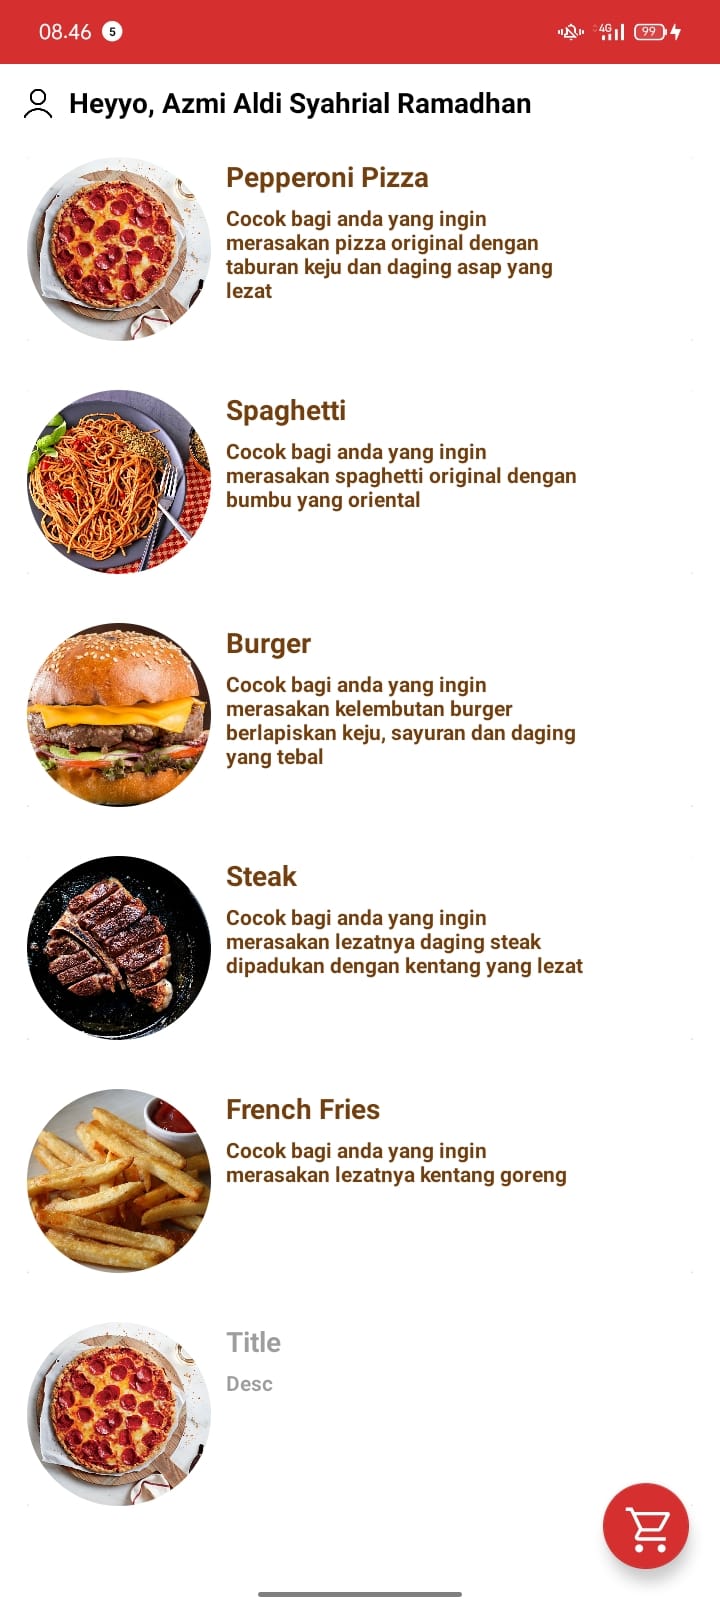 08.46 5
4G 99
Heyyo, Azmi Aldi Syahrial Ramadhan
Pepperoni Pizza
Cocok bagi anda yang ingin
merasakan pizza original dengan
taburan keju dan daging asap yang
lezat
Spaghetti
Cocok bagi anda yang ingin
merasakan spaghetti original dengan
bumbu yang oriental
Burger
Cocok bagi anda yang ingin
merasakan kelembutan burger
berlapiskan keju, sayuran dan daging
yang tebal
Steak
Cocok bagi anda yang ingin
merasakan lezatnya daging steak
dipadukan dengan kentang yang lezat
French Fries
Cocok bagi anda yang ingin
merasakan lezatnya kentang goreng
Title
Desc